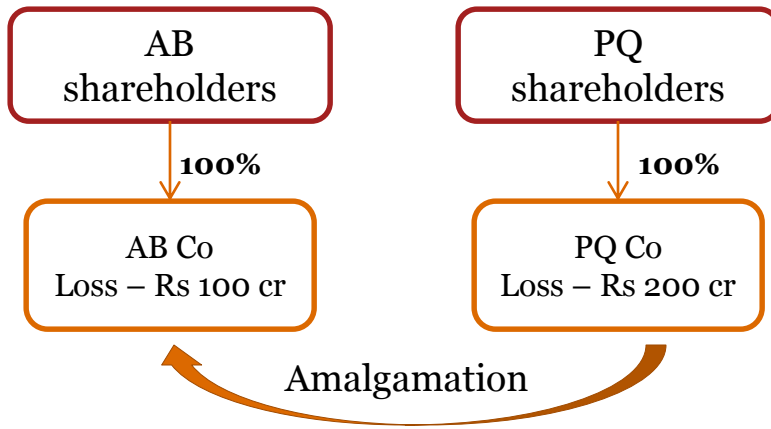 AB
shareholders
PQ
shareholders
100%
100%
AB Co
Loss – Rs 100 cr
PQ Co
Loss – Rs 200 cr
Amalgamation